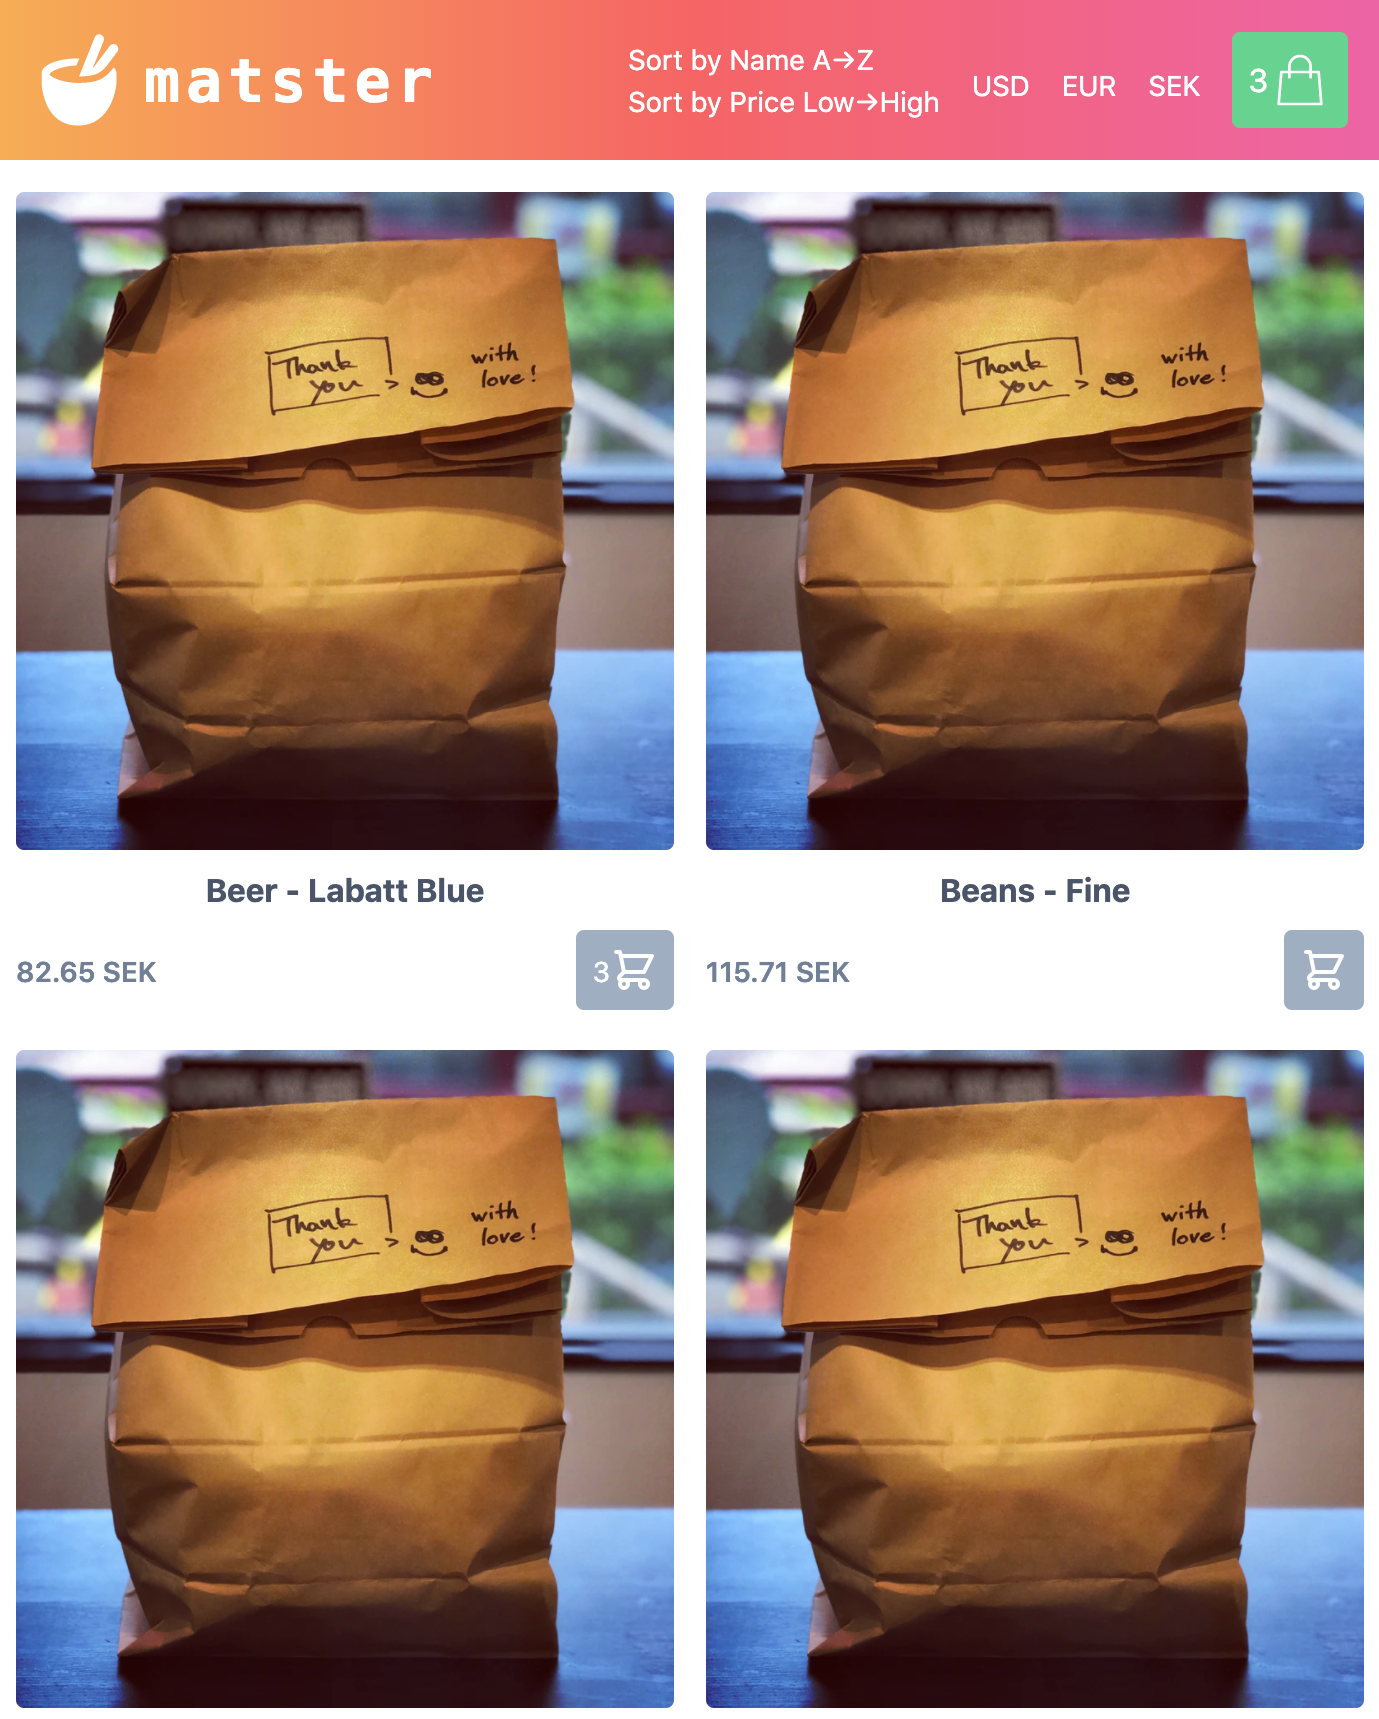 matster
Sort by Name A→Z
Sort by Price Low→High
USD EUR SEK
3
Thank
you
with
love!
Thank
you
with
love!
Beer - Labatt Blue
Beans - Fine
82.65 SEK
3
115.71 SEK
Thank
you
with
love!
Thank
you
with
love!